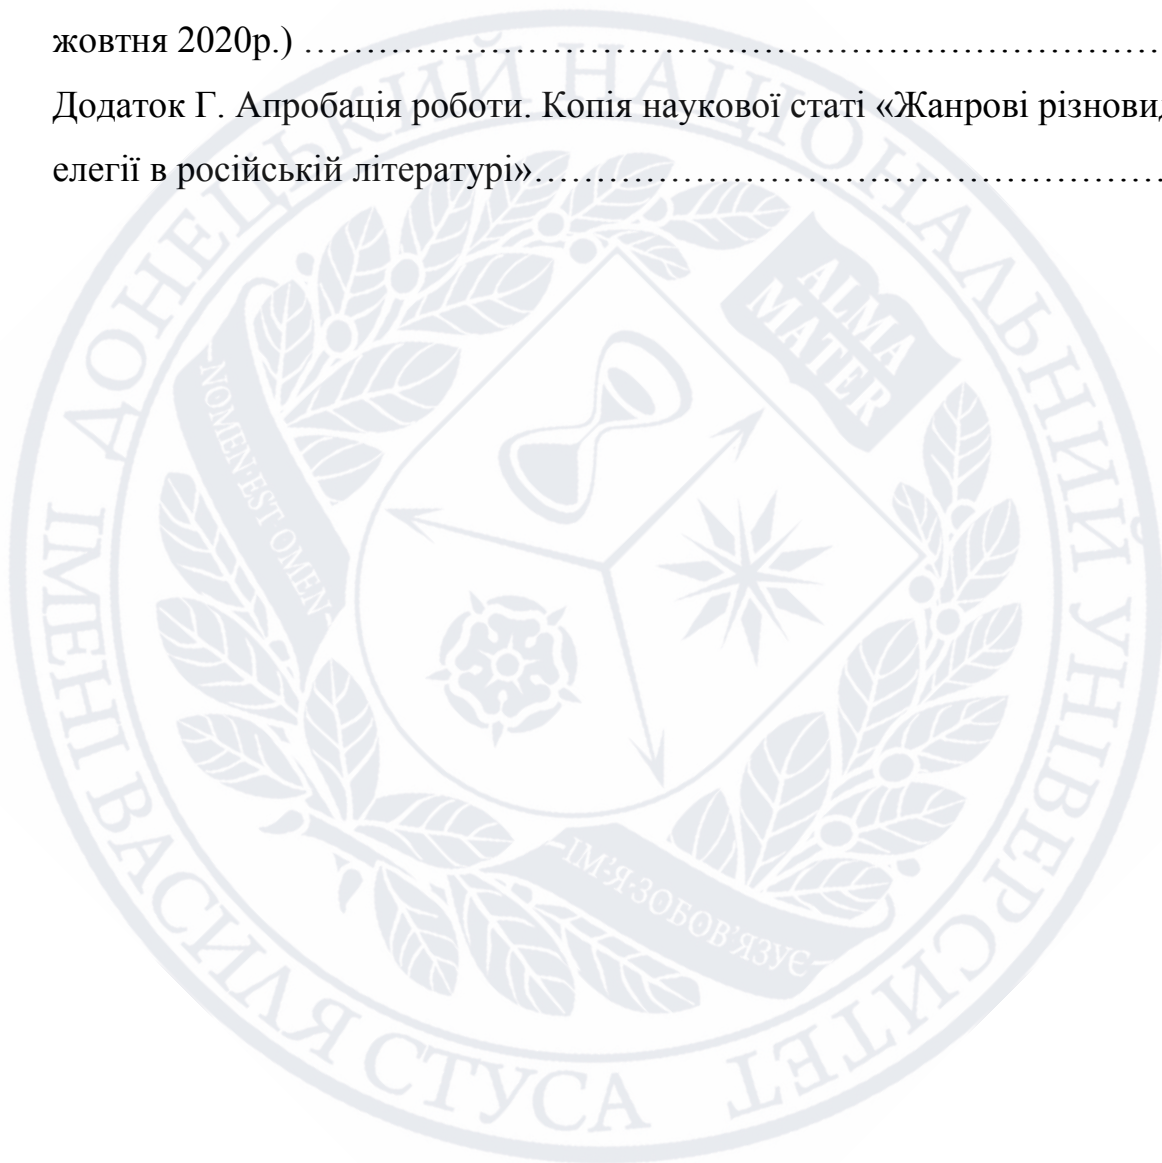 жовтня 2020р.) ……………………………………………………………
Додаток Г. Апробація роботи. Копія наукової статті «Жанрові різнови
елегії в російській літературі»……………………………………………
ДОНЕЦЬКИЙ НАЦІОНАЛЬНИЙ УНІВЕРСИТЕТ
ІМЕНІ ВАСИЛЯ СТУСА
ALMA
MATER
NOMEN·EST OMEN
ІМ'Я·ЗОБОВ'ЯЗУЄ